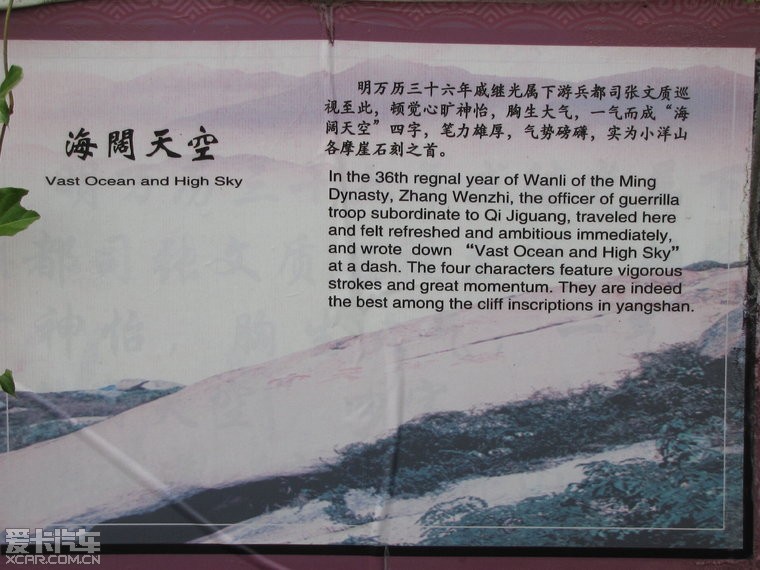 海阔天空
Vast Ocean and High Sky
明万历三十六年戚继光属下游兵都司张文质巡
视至此，顿觉心旷神怡，胸生大气，一气而成“海
阔天空”四字，笔力雄厚，气势磅礴，实为小洋山
各摩崖石刻之首。
In the 36th regnal year of Wanli of the Ming
Dynasty, Zhang Wenzhi, the officer of guerrilla
troop subordinate to Qi Jiguang, traveled here
and felt refreshed and ambitious immediately,
and wrote down “Vast Ocean and High Sky”
at a dash. The four characters feature vigorous
strokes and great momentum. They are indeed
the best among the cliff inscriptions in yangshan.
爱卡汽车
XCAR.COM.CN